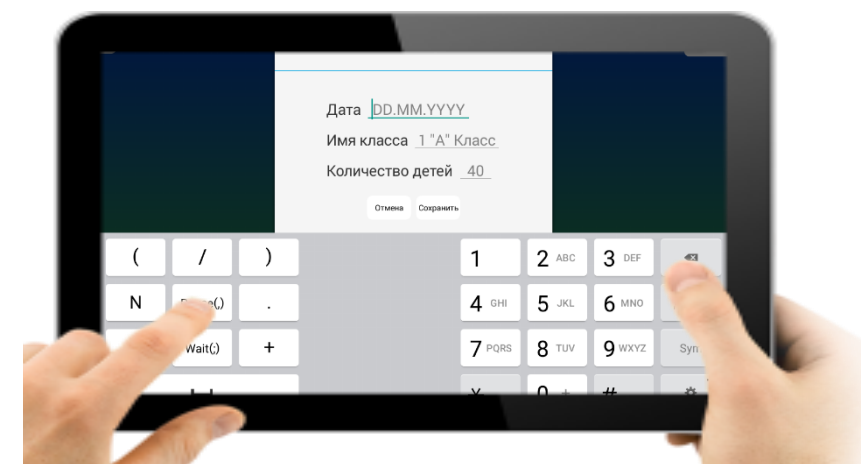 Дата DD.MM.YYYY
Имя класса 1 "А" Класс
Количество детей 40
Отмена Сохранить
( / ) 1 2 ABC 3 DEF
N . 4 GHI 5 JKL 6 MNO
Wait(;) + 7 PQRS 8 TUV 9 WXYZ
0 + #